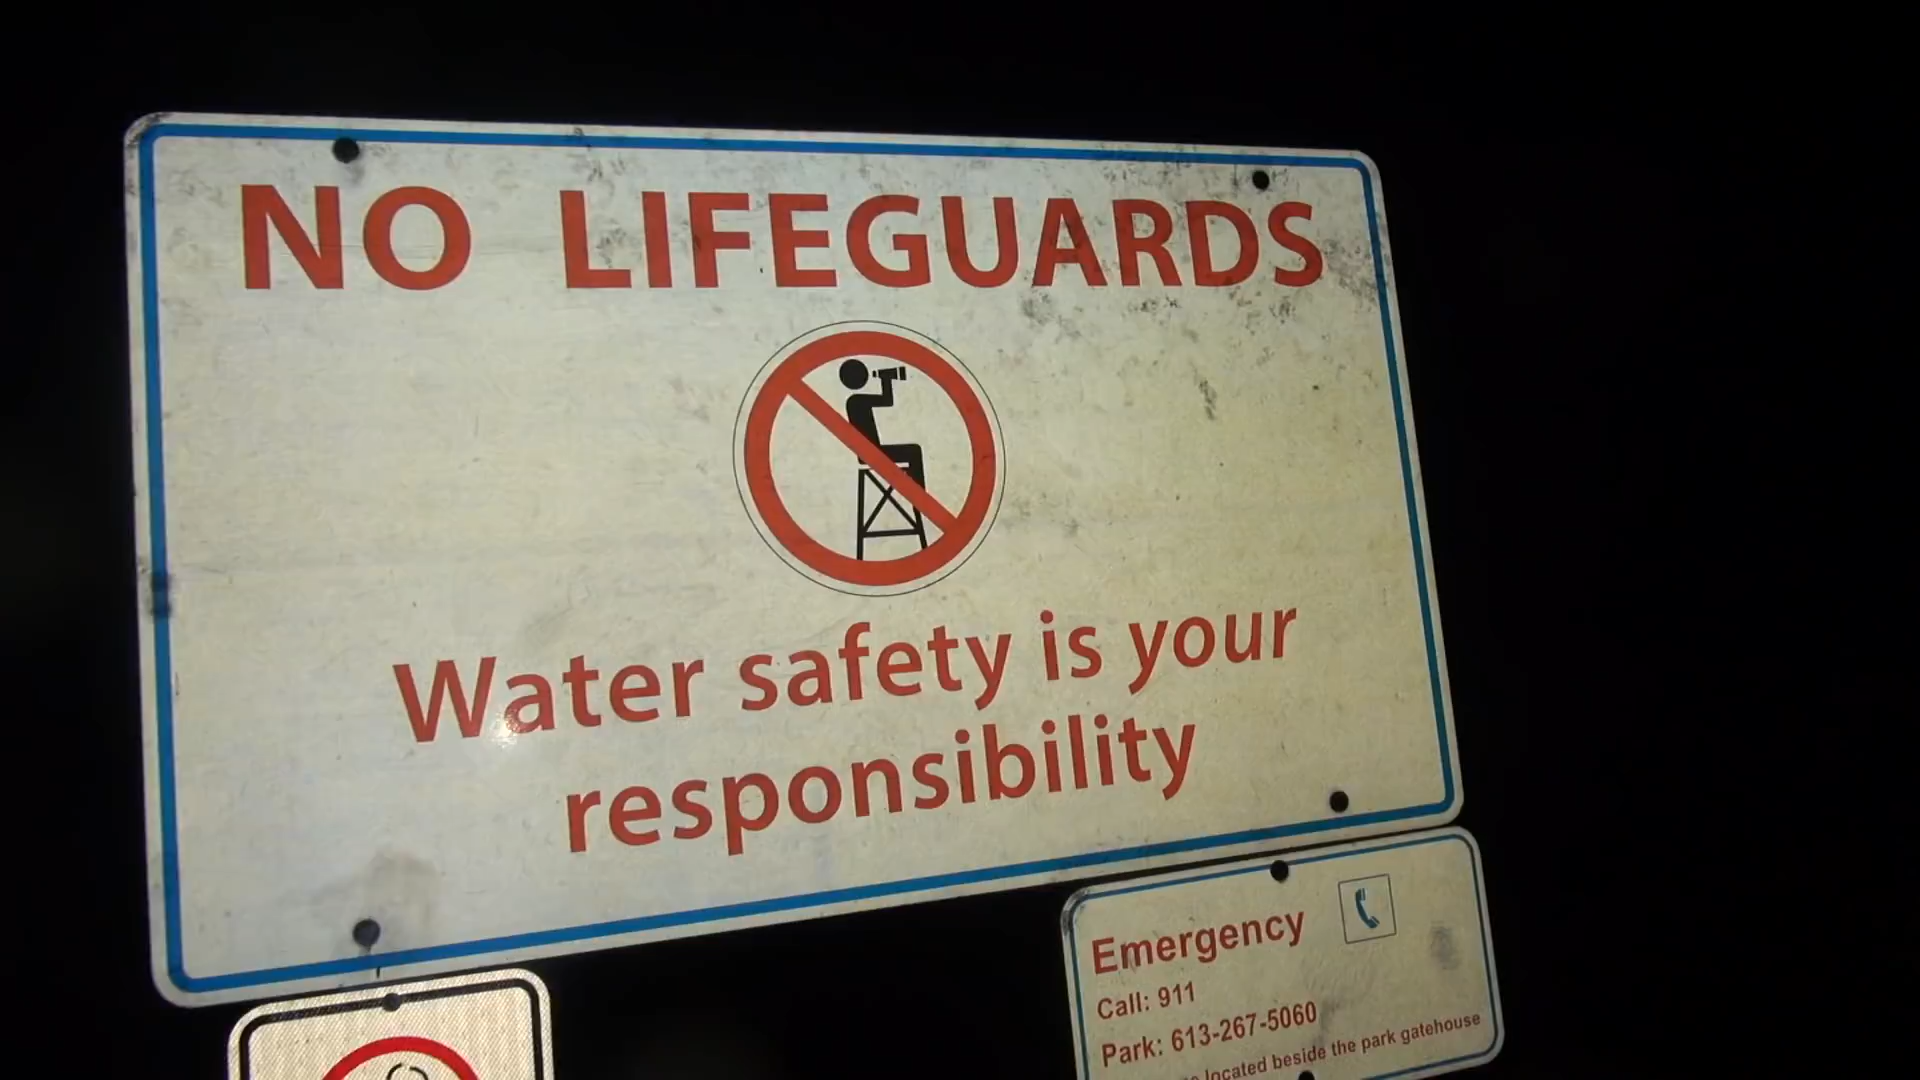 NO LIFEGUARDS
Water safety is your
responsibility
Emergency
Call: 911
Park: 613-267-5060
located beside the park gatehouse